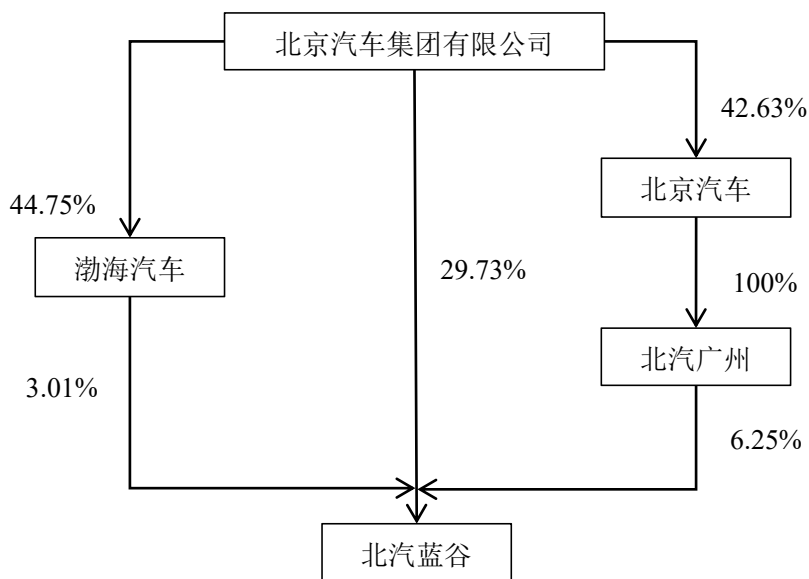 北京汽车集团有限公司
42.63%
北京汽车
44.75%
渤海汽车
29.73%
100%
北汽广州
3.01%
6.25%
北汽蓝谷